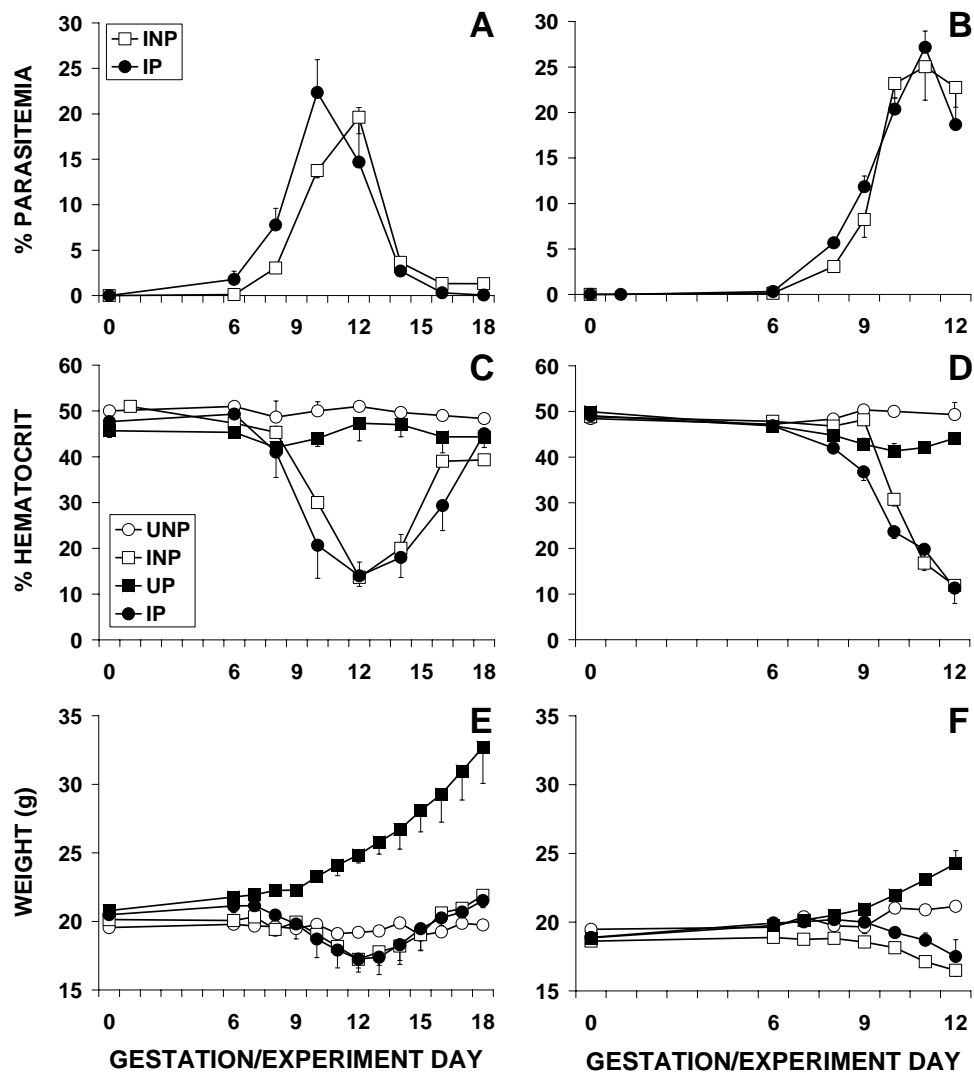 A
B
INP
IP
% PARASITEMIA
30
25
20
15
10
5
0
0 6 9 12 15 18
30
25
20
15
10
5
0
0 6 9 12
C
D
UNP
INP
UP
IP
% HEMATOCRIT
60
50
40
30
20
10
0
0 6 9 12 15 18
60
50
40
30
20
10
0
0 6 9 12
E
F
WEIGHT (g)
35
30
25
20
15
0 6 9 12 15 18
GESTATION/EXPERIMENT DAY
35
30
25
20
15
0 6 9 12
GESTATION/EXPERIMENT DAY